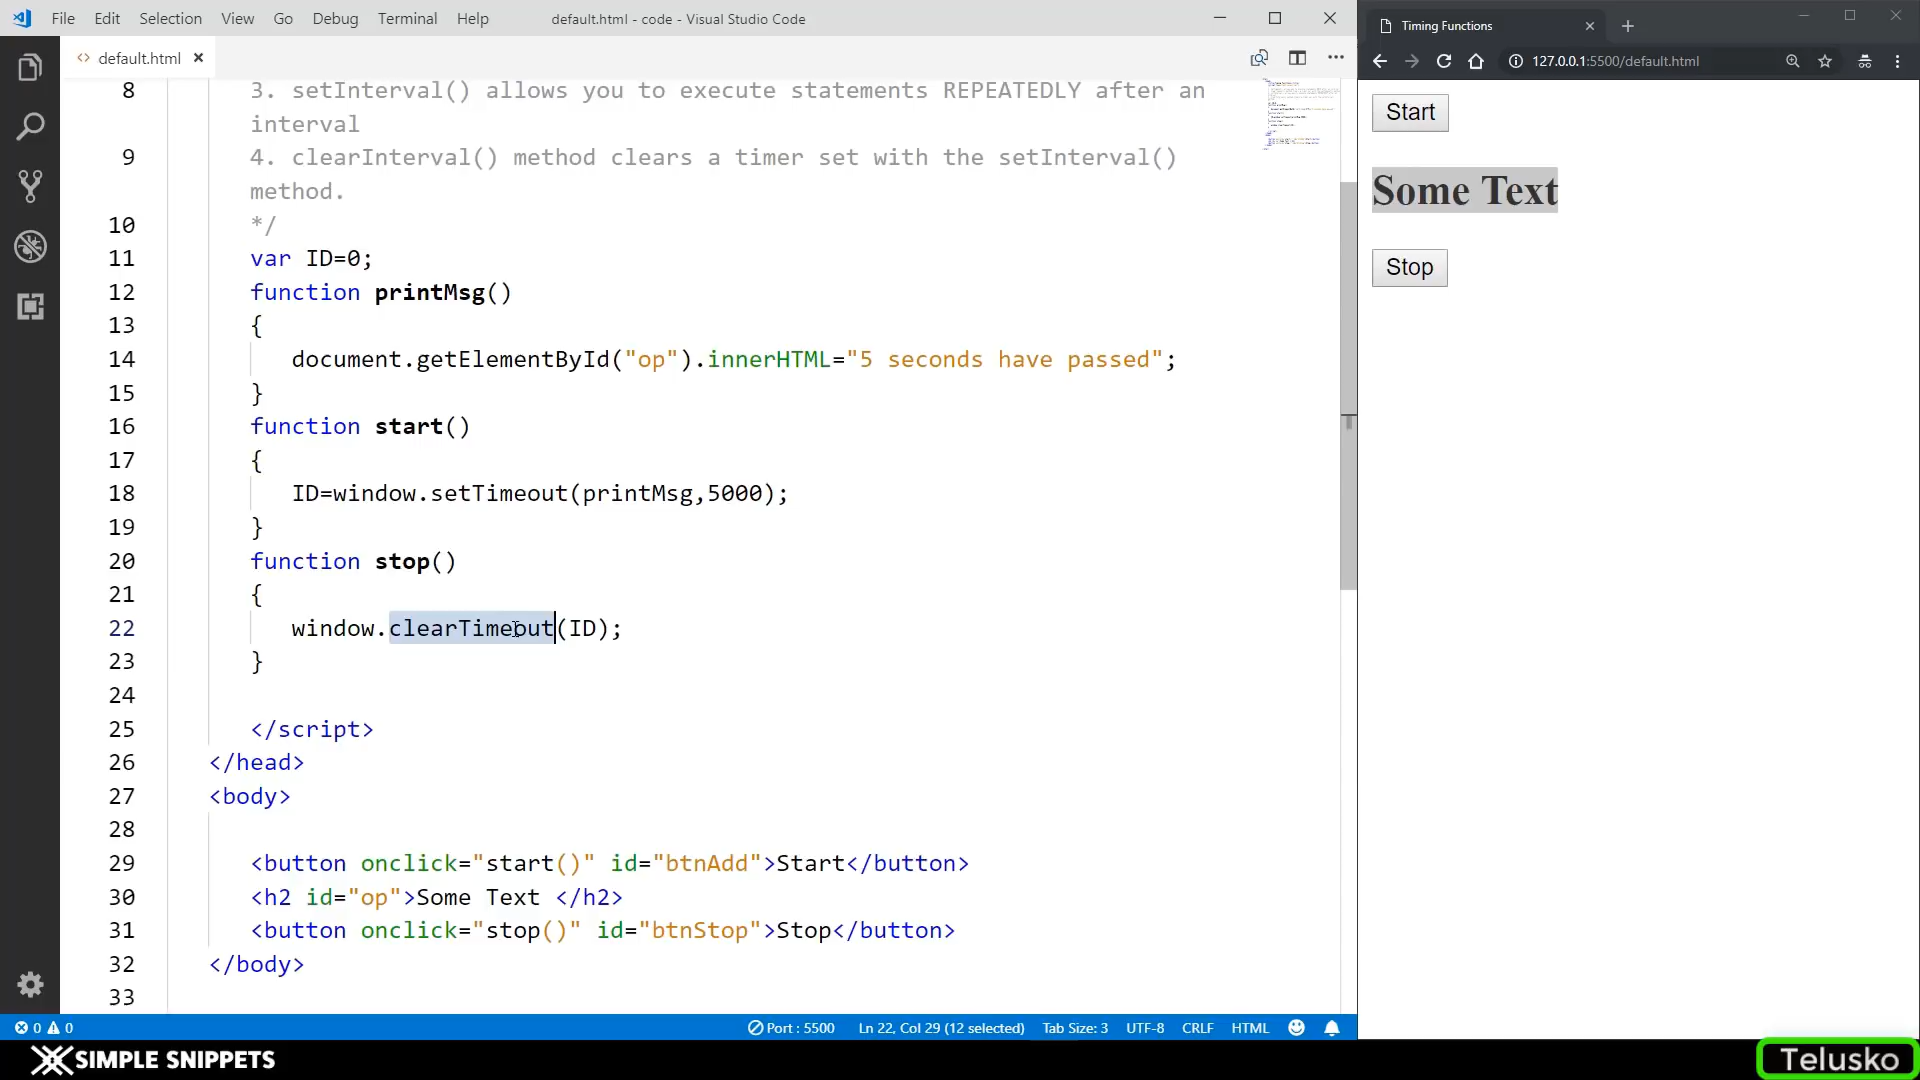 File Edit Selection View Go Debug Terminal Help default.html - code - Visual Studio Code
default.html
8 3. setInterval() allows you to execute statements REPEATEDLY after an
interval
9 4. clearInterval() method clears a timer set with the setInterval()
method.
10 */
11 var ID=0;
12 function printMsg()
13 {
14 document.getElementById("op").innerHTML="5 seconds have passed";
15 }
16 function start()
17 {
18 ID=window.setTimeout(printMsg,5000);
19 }
20 function stop()
21 {
22 window.clearTimeout(ID);
23 }
24
25 </script>
26 </head>
27 <body>
28
29 <button onclick="start()" id="btnAdd">Start</button>
30 <h2 id="op">Some Text </h2>
31 <button onclick="stop()" id="btnStop">Stop</button>
32 </body>
33
0 0 Port : 5500 Ln 22, Col 29 (12 selected) Tab Size: 3 UTF-8 CRLF HTML
Timing Functions
127.0.0.1:5500/default.html
Start
Some Text
Stop
SIMPLE SNIPPETS
Telusko